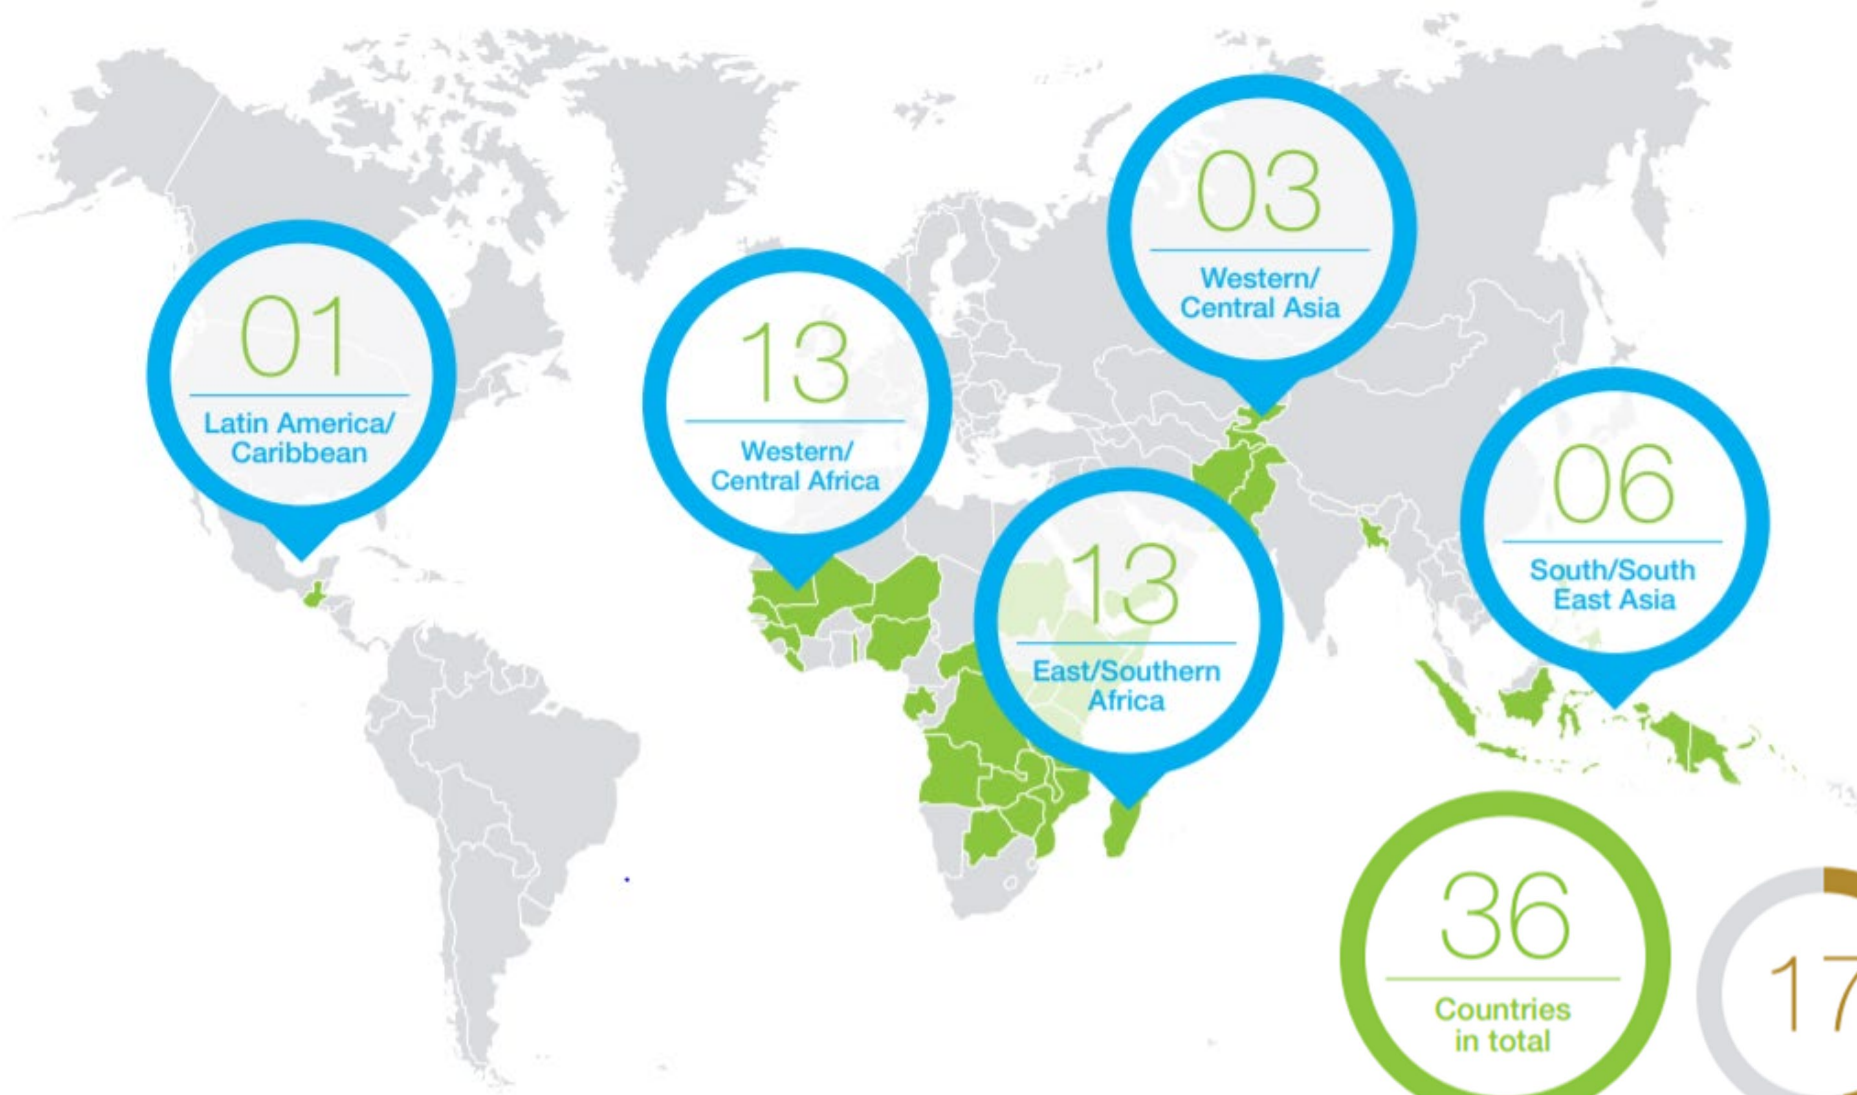 03
Western/
Central Asia
01
Latin America/
Caribbean
13
Western/
Central Africa
06
South/South
East Asia
13
East/Southern
Africa
36
Countries
in total
17